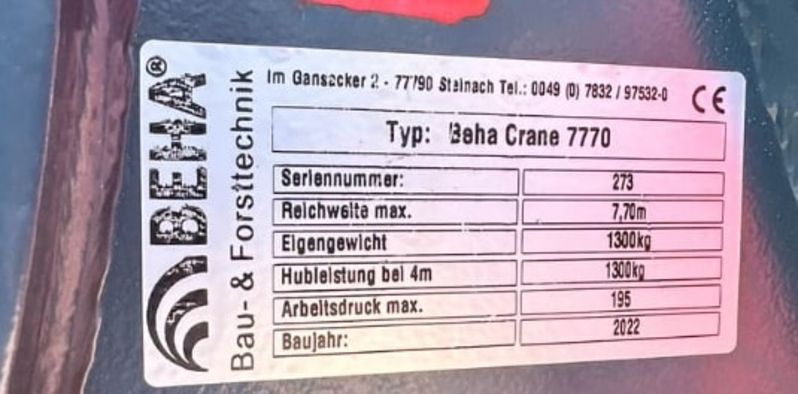 BEHA®
Bau- & Forsttechnik
Im Gansacker 2 - 77790 Steinach Tel.: 0049 (0) 7832 / 97532-0 CE
Typ: Beha Crane 7770
Seriennummer: 273
Reichweite max. 7,70m
Eigengewicht 1300kg
Hubleistung bei 4m 1300kg
Arbeitsdruck max. 195
Baujahr: 2022